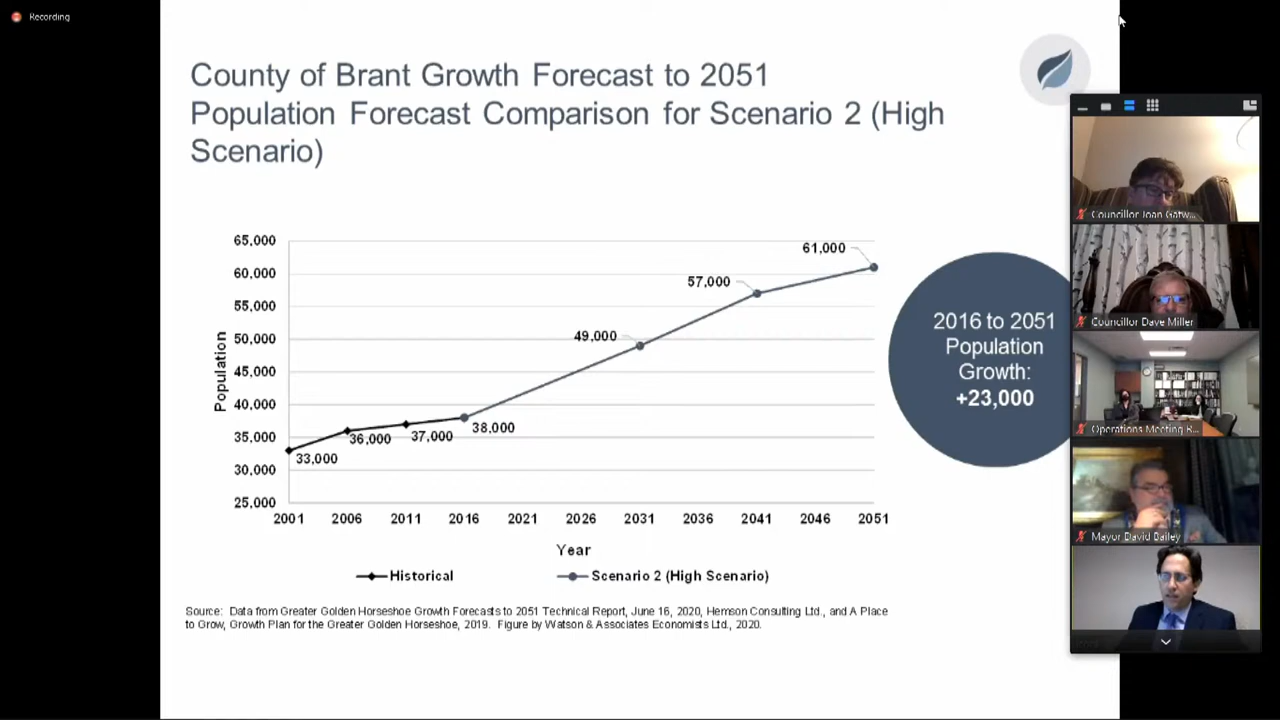 Recording
County of Brant Growth Forecast to 2051
Population Forecast Comparison for Scenario 2 (High
Scenario)
65,000
60,000
55,000
50,000
45,000
40,000
35,000
30,000
25,000
Population
33,000
36,000
37,000
38,000
49,000
57,000
61,000
2001 2006 2011 2016 2021 2026 2031 2036 2041 2046 2051
Year
Historical
Scenario 2 (High Scenario)
2016 to 2051
Population
Growth:
+23,000
Source: Data from Greater Golden Horseshoe Growth Forecasts to 2051 Technical Report, June 16, 2020, Hemson Consulting Ltd., and A Place
to Grow, Growth Plan for the Greater Golden Horseshoe, 2019. Figure by Watson & Associates Economists Ltd., 2020.
Councillor Joan Gatw...
Councillor Dave Miller
Operations Meeting R...
Mayor David Bailey